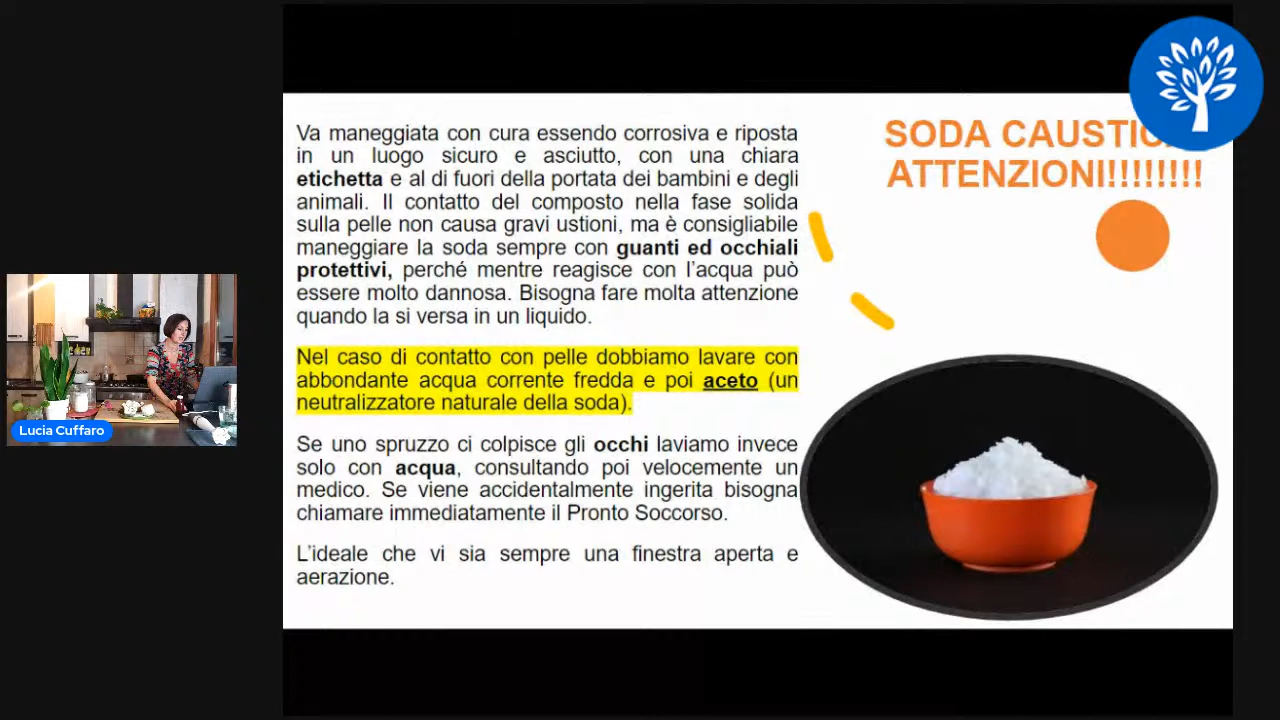 Va maneggiata con cura essendo corrosiva e riposta
in un luogo sicuro e asciutto, con una chiara
etichetta e al di fuori della portata dei bambini e degli
animali. Il contatto del composto nella fase solida
sulla pelle non causa gravi ustioni, ma è consigliabile
maneggiare la soda sempre con guanti ed occhiali
protettivi, perché mentre reagisce con l'acqua può
essere molto dannosa. Bisogna fare molta attenzione
quando la si versa in un liquido.
Nel caso di contatto con pelle dobbiamo lavare con
abbondante acqua corrente fredda e poi aceto (un
neutralizzatore naturale della soda).
Se uno spruzzo ci colpisce gli occhi laviamo invece
solo con acqua, consultando poi velocemente un
medico. Se viene accidentalmente ingerita bisogna
chiamare immediatamente il Pronto Soccorso.
L'ideale che vi sia sempre una finestra aperta e
aerazione.
SODA
ATTENZIONI!!!!!!!!
Lucia Cuffaro